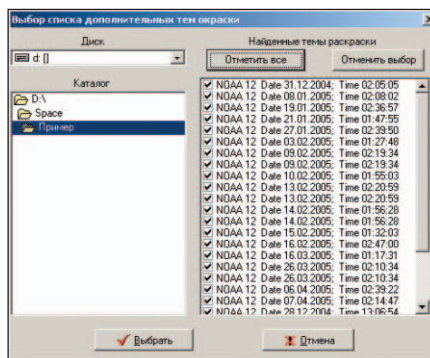 Выбор списка дополнительных тем окраски
Диск
d: []
Каталог
D:\
Space
Пример
Найденные темы раскраски
Отметить все
Отменить выбор
NOAA 12 Date 31.12.2004; Time 02:05:05
NOAA 12 Date 08.01.2005; Time 02:08:02
NOAA 12 Date 19.01.2005; Time 02:36:57
NOAA 12 Date 21.01.2005; Time 01:47:55
NOAA 12 Date 27.01.2005; Time 02:39:50
NOAA 12 Date 03.02.2005; Time 01:27:48
NOAA 12 Date 09.02.2005; Time 02:19:34
NOAA 12 Date 09.02.2005; Time 02:19:34
NOAA 12 Date 10.02.2005; Time 01:55:03
NOAA 12 Date 13.02.2005; Time 02:20:59
NOAA 12 Date 13.02.2005; Time 02:20:59
NOAA 12 Date 14.02.2005; Time 01:56:28
NOAA 12 Date 14.02.2005; Time 01:56:28
NOAA 12 Date 15.02.2005; Time 01:32:03
NOAA 12 Date 16.02.2005; Time 02:47:00
NOAA 12 Date 16.03.2005; Time 01:17:31
NOAA 12 Date 26.03.2005; Time 02:10:34
NOAA 12 Date 26.03.2005; Time 02:10:34
NOAA 12 Date 06.04.2005; Time 02:39:22
NOAA 12 Date 07.04.2005; Time 02:14:47
NOAA 12 Date 28.12.2004; Time 13:06:54
Выбрать
Отмена